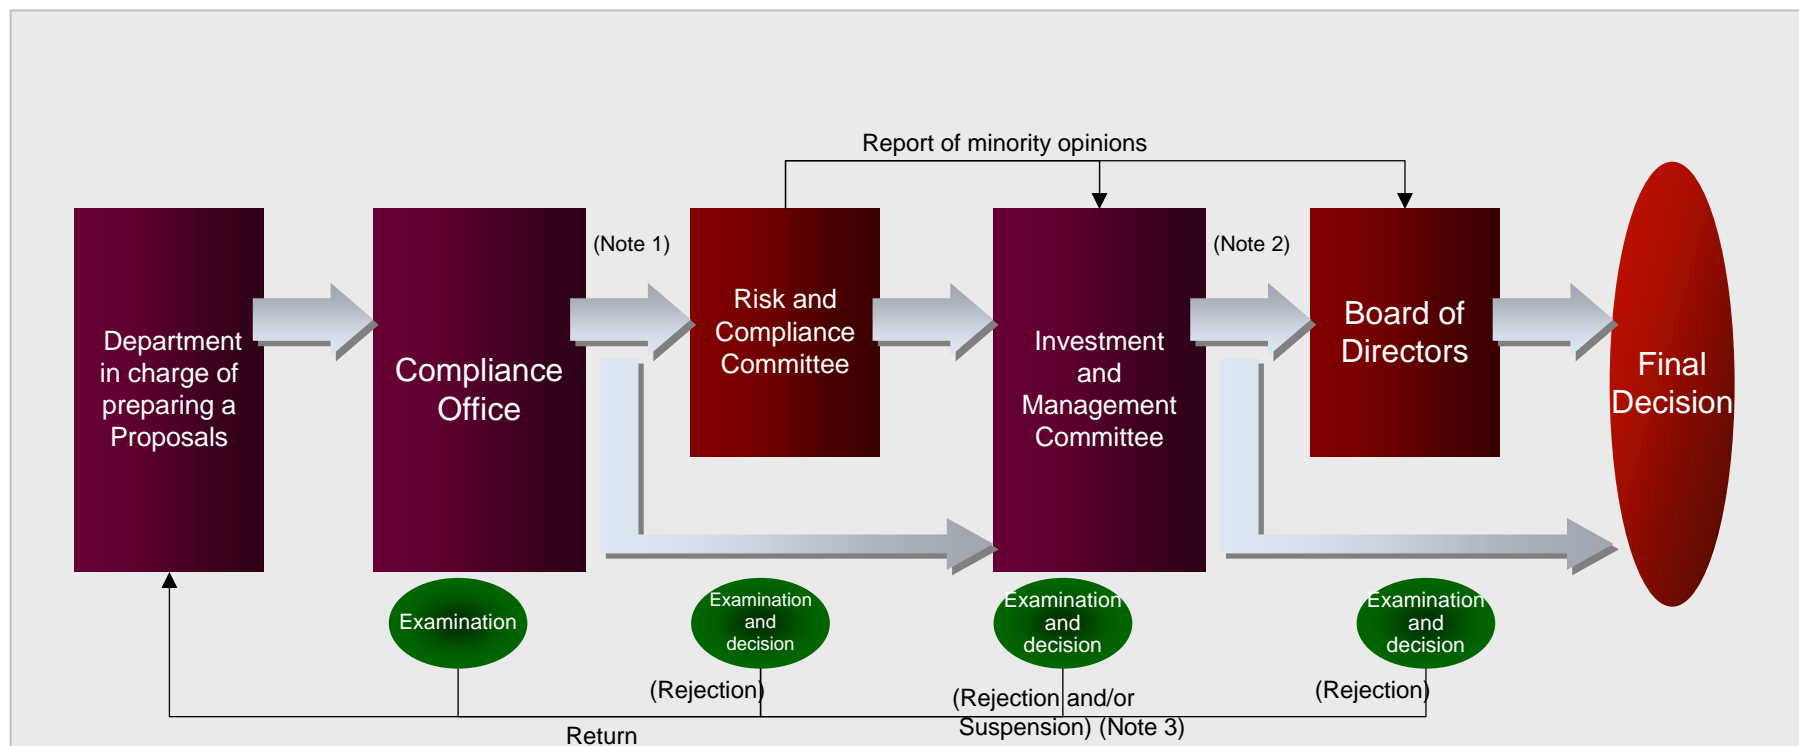 Report of minority opinions
(Note 1)
(Note 2)
Department
in charge of
preparing a
Proposals
Compliance
Office
Risk and
Compliance
Committee
Investment
and
Management
Committee
Board of
Directors
Final
Decision
Examination
Examination
and
decision
Examination
and
decision
Examination
and
decision
(Rejection)
(Rejection and/or
Suspension) (Note 3)
(Rejection)
Return